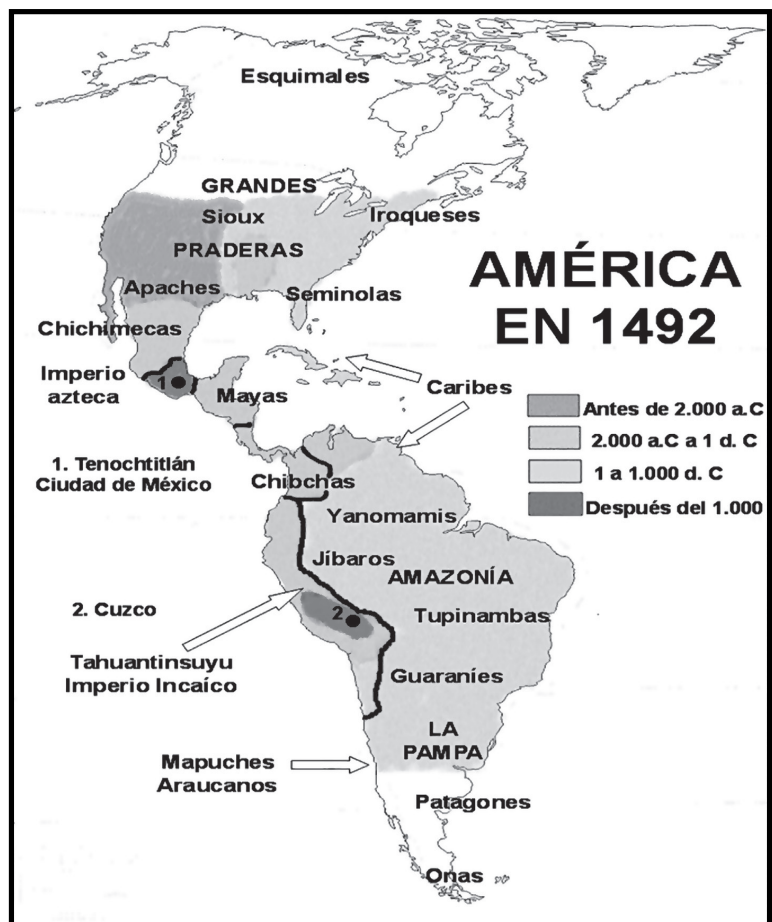 Esquimales
GRANDES
Sioux
Iroqueses
PRADERAS
Apaches
Seminolas
AMÉRICA
EN 1492
Chichimecas
Imperio
azteca
1
Mayas
Caribes
Antes de 2.000 a.C
2.000 a.C a 1 d. C
1 a 1.000 d. C
Después del 1.000
1. Tenochtitlán
Ciudad de México
Chibchas
Yanomamis
Jíbaros
AMAZONÍA
2. Cuzco
2
Tupinambas
Tahuantinsuyu
Imperio Incaíco
Guaraníes
LA
PAMPA
Mapuches
Araucanos
Patagones
Onas